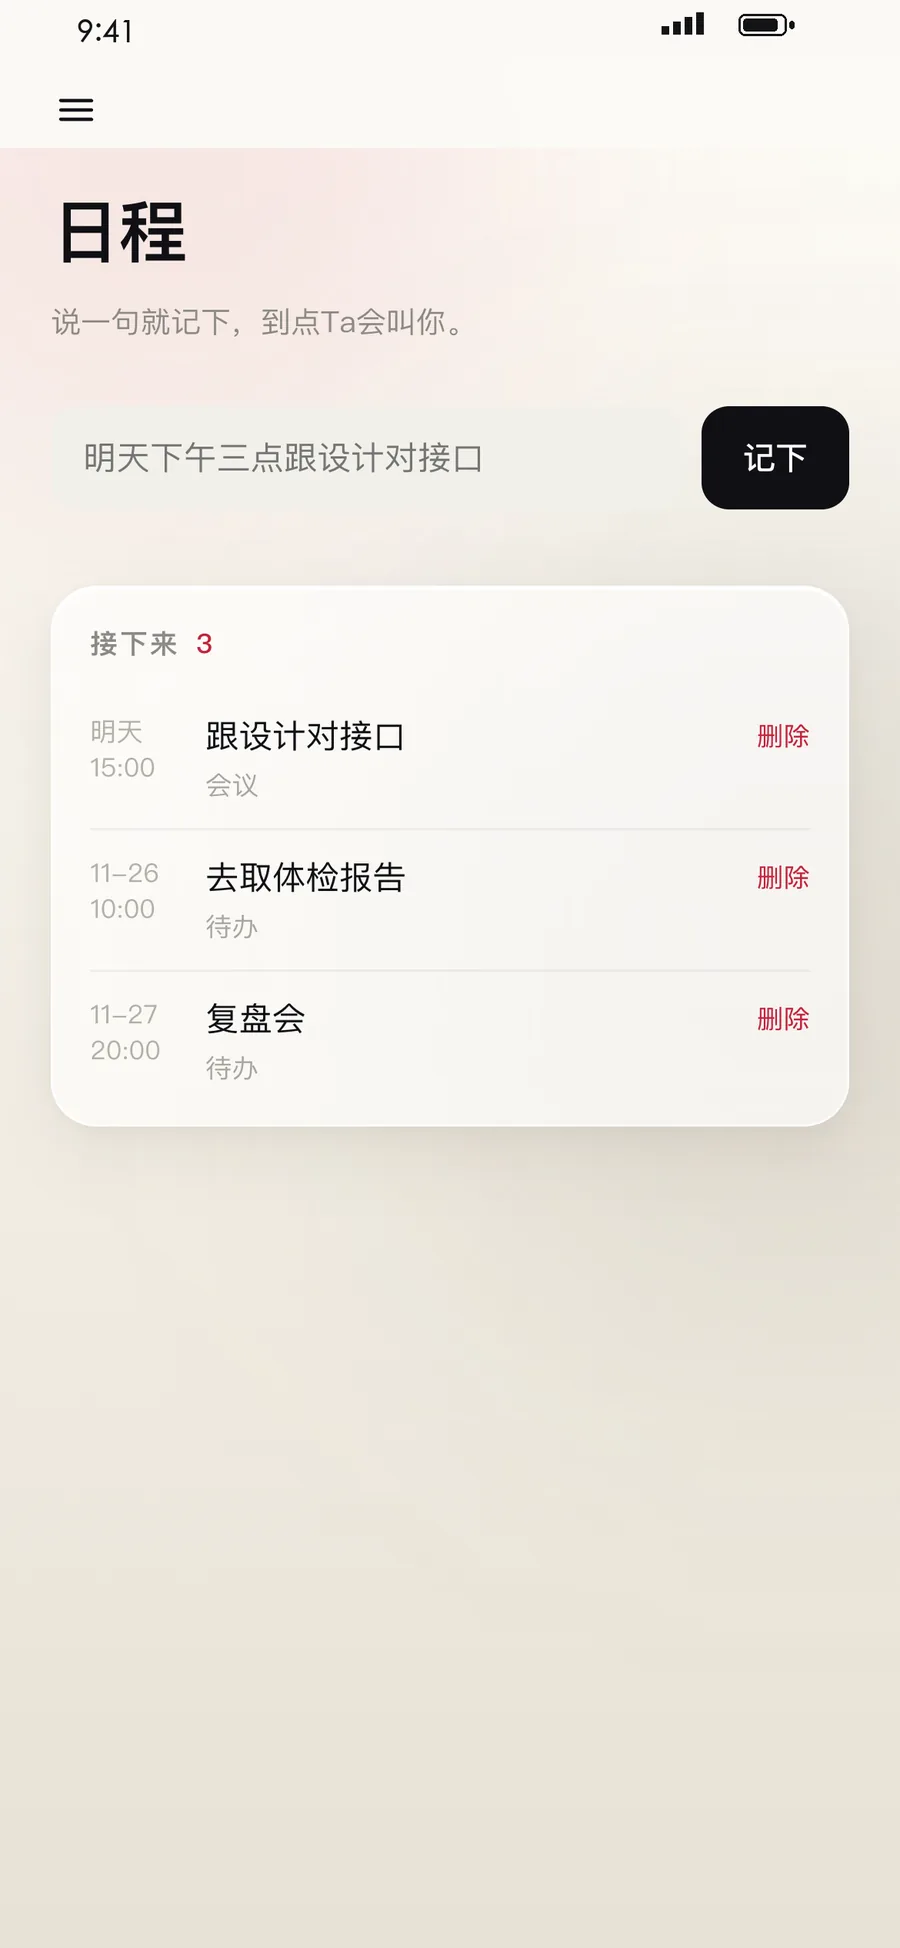 9:41
日程
说一句就记下，到点Ta会叫你。
明天下午三点跟设计对接口
记下
接下来 3
明天
15:00
跟设计对接口
会议
删除
11–26
10:00
去取体检报告
待办
删除
11–27
20:00
复盘会
待办
删除